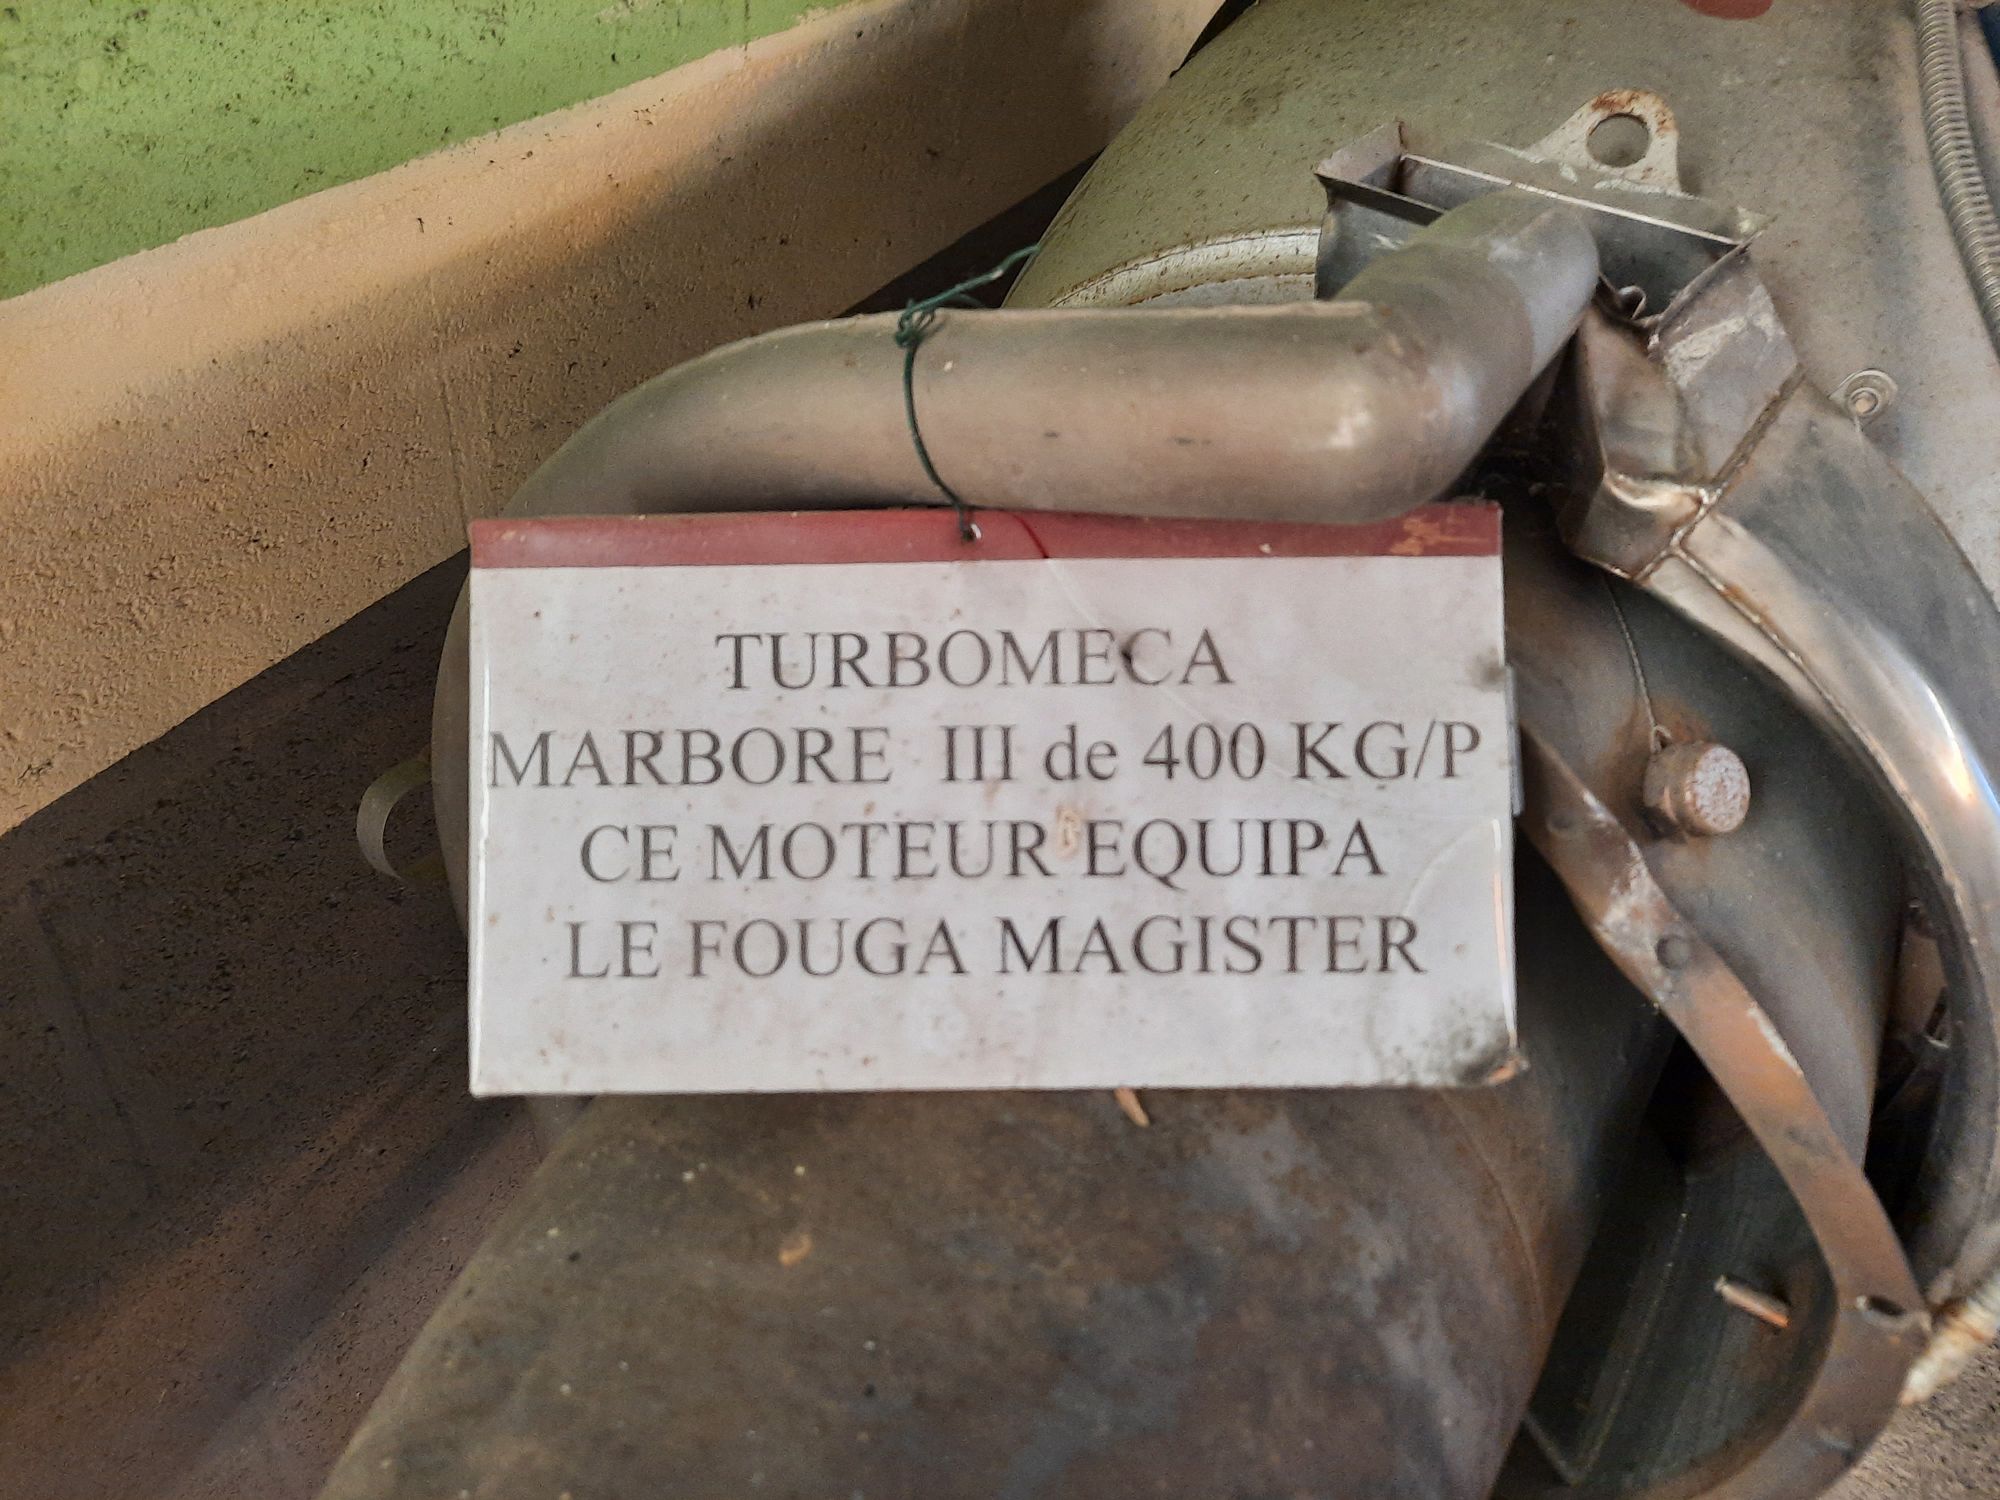 TURBOMECA
MARBORE III de 400 KG/P
CE MOTEUR EQUIPA
LE FOUGA MAGISTER